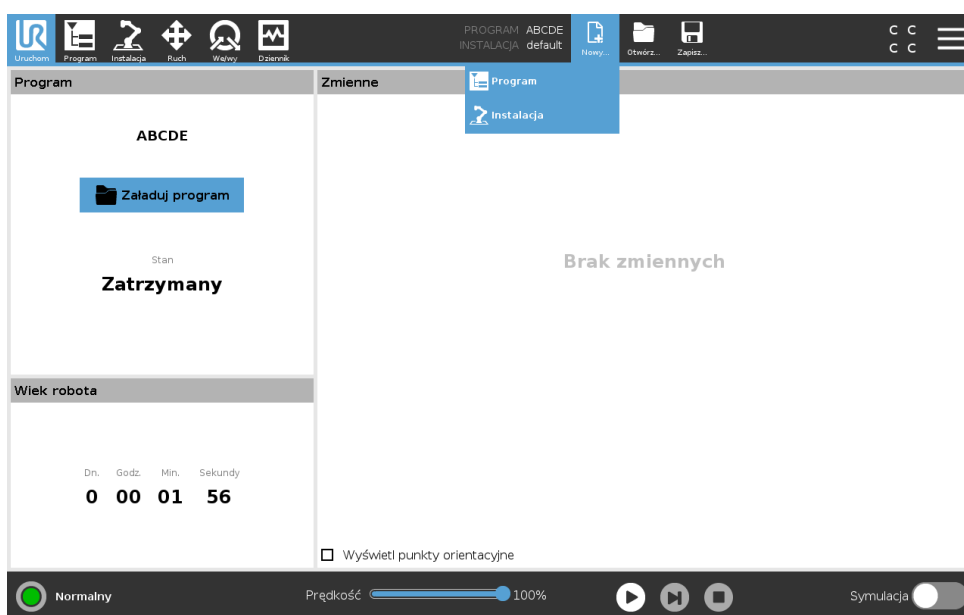 UR
Uruchom
Program
Instalacja
Ruch
We/wy
Dziennik
PROGRAM ABCDE
INSTALACJA default
Nowy...
Otwórz...
Zapisz...
C C
C C
Program
Instalacja
Program
ABCDE
Załaduj program
Stan
Zatrzymany
Zmienne
Brak zmiennych
Wiek robota
Dn. Godz. Min. Sekundy
0 00 01 56
Wyświetl punkty orientacyjne
Normalny
Prędkość
100%
Symulacja